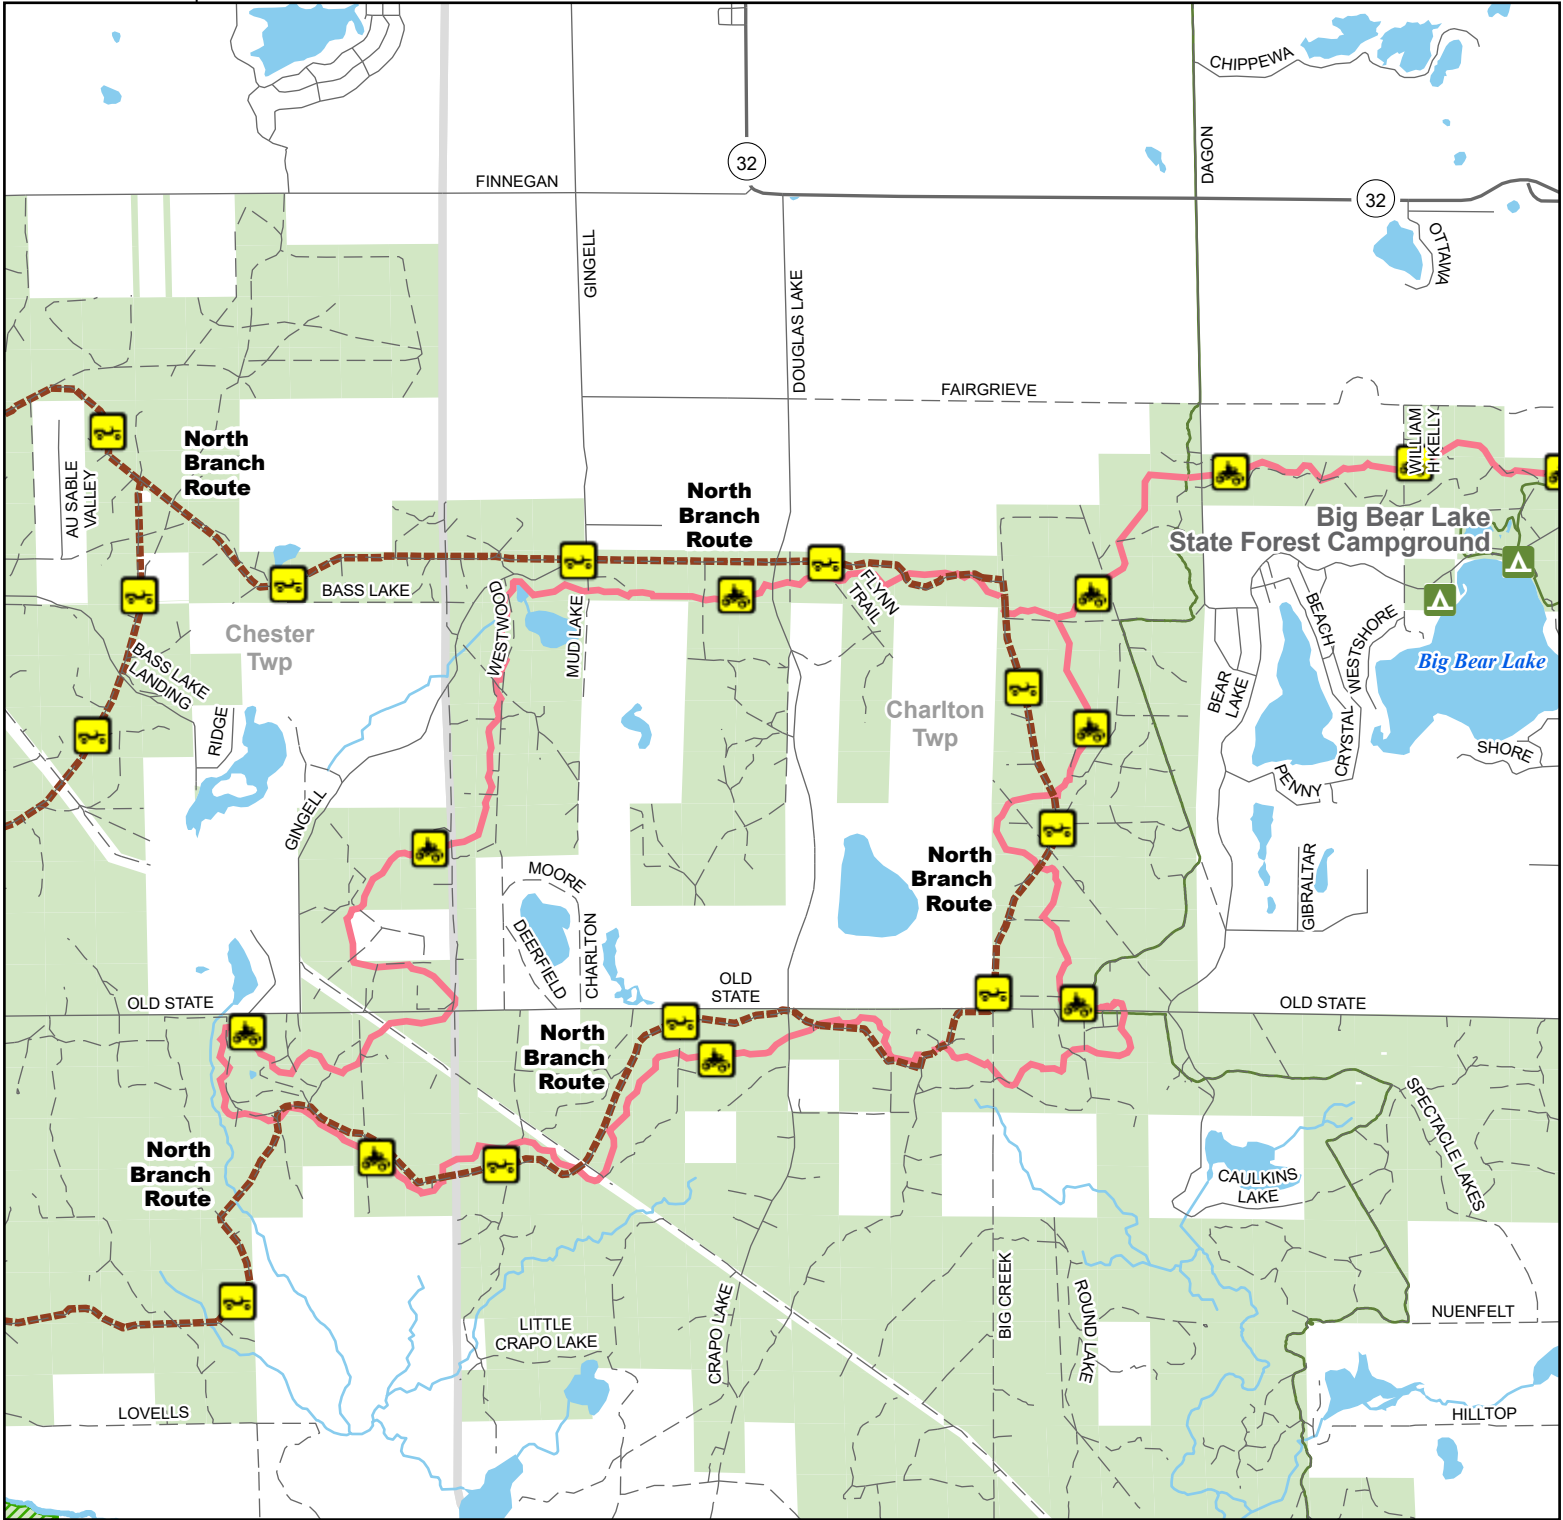 CHIPPEWA
DAGON
32
FINNEGAN
32
GINGELL
OTTAWA
DOUGLAS LAKE
FAIRGRIEVE
WILLIAM
H KELLY
North
Branch
Route
AU SABLE
VALLEY
North
Branch
Route
Big Bear Lake
State Forest Campground
BASS LAKE
FLYNN
TRAIL
WESTWOOD
MUD LAKE
Chester
Twp
BEACH
WESTSHORE
Big Bear Lake
BASS LAKE
LANDING
BEAR
LAKE
RIDGE
Charlton
Twp
CRYSTAL
SHORE
PENNY
GINGELL
North
Branch
Route
MOORE
GIBRALTAR
DEERFIELD
CHARLTON
OLD STATE
OLD
STATE
OLD STATE
North
Branch
Route
SPECTACLE LAKES
North
Branch
Route
CAULKINS
LAKE
BIG CREEK
ROUND LAKE
CRAPO LAKE
LITTLE
CRAPO LAKE
NUENFELT
LOVELLS
HILLTOP